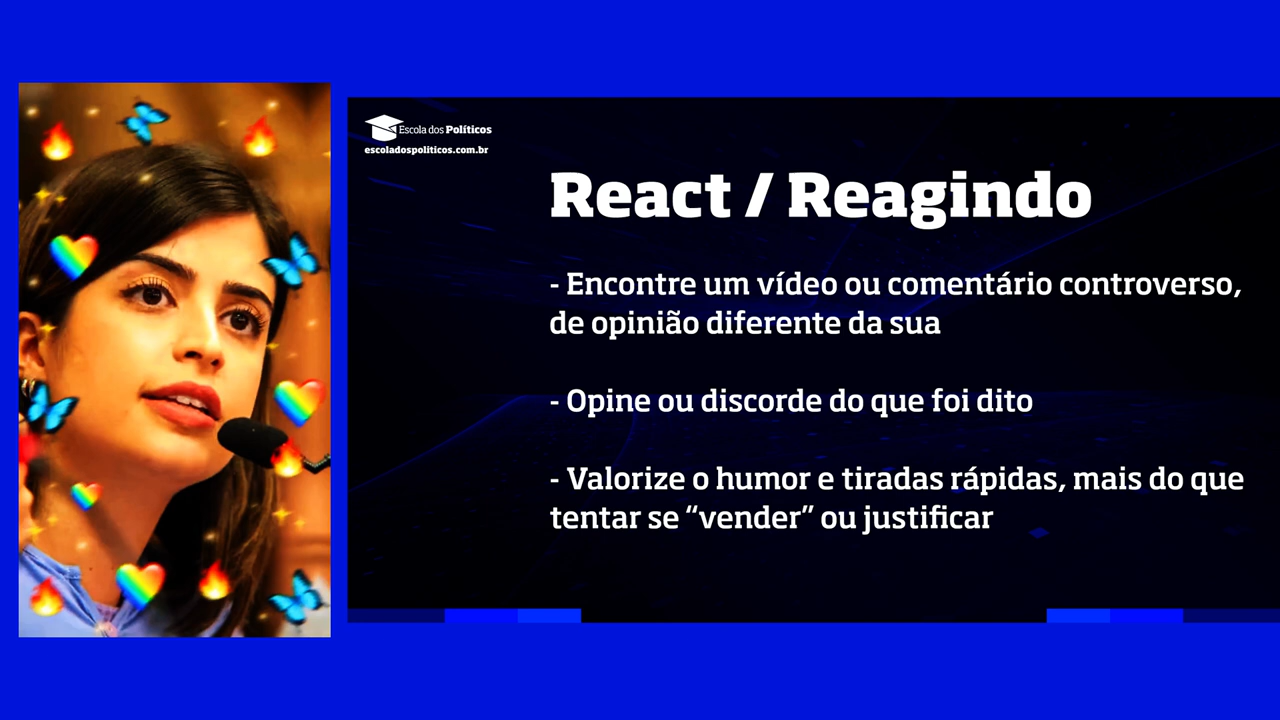 Escola dos Políticos
escoladospoliticos.com.br
React / Reagindo
- Encontre um vídeo ou comentário controverso,
de opinião diferente da sua
- Opine ou discorde do que foi dito
- Valorize o humor e tiradas rápidas, mais do que
tentar se “vender” ou justificar